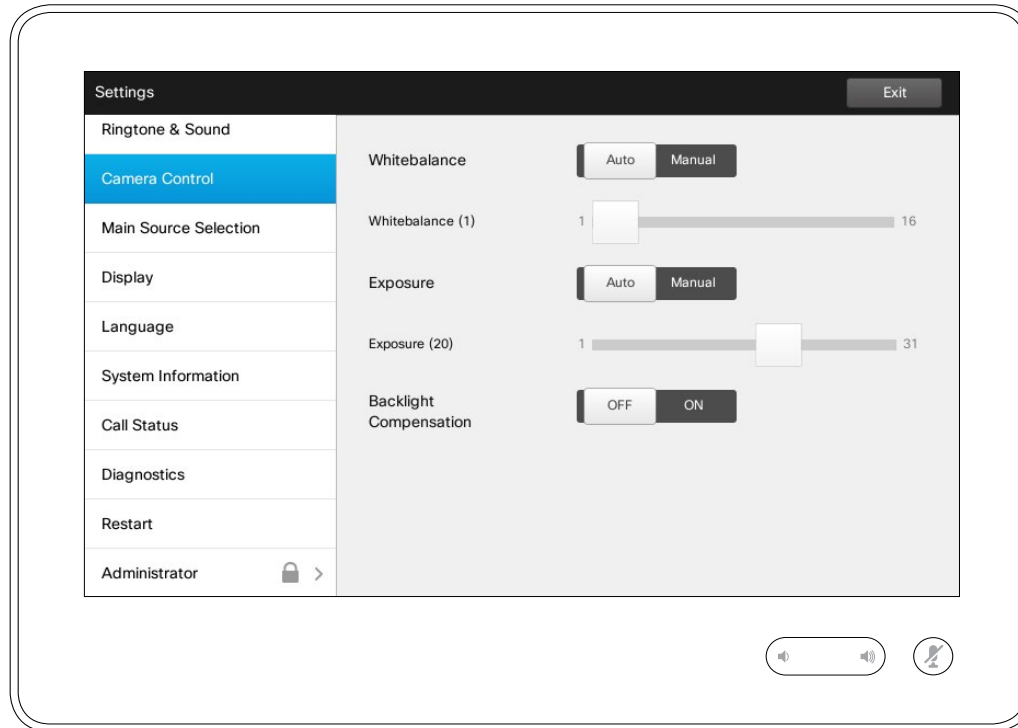 Settings
Exit
Ringtone & Sound
Camera Control
Main Source Selection
Display
Language
System Information
Call Status
Diagnostics
Restart
Administrator
Whitebalance
Auto Manual
Whitebalance (1)
1 16
Exposure
Auto Manual
Exposure (20)
1 31
Backlight
Compensation
OFF ON